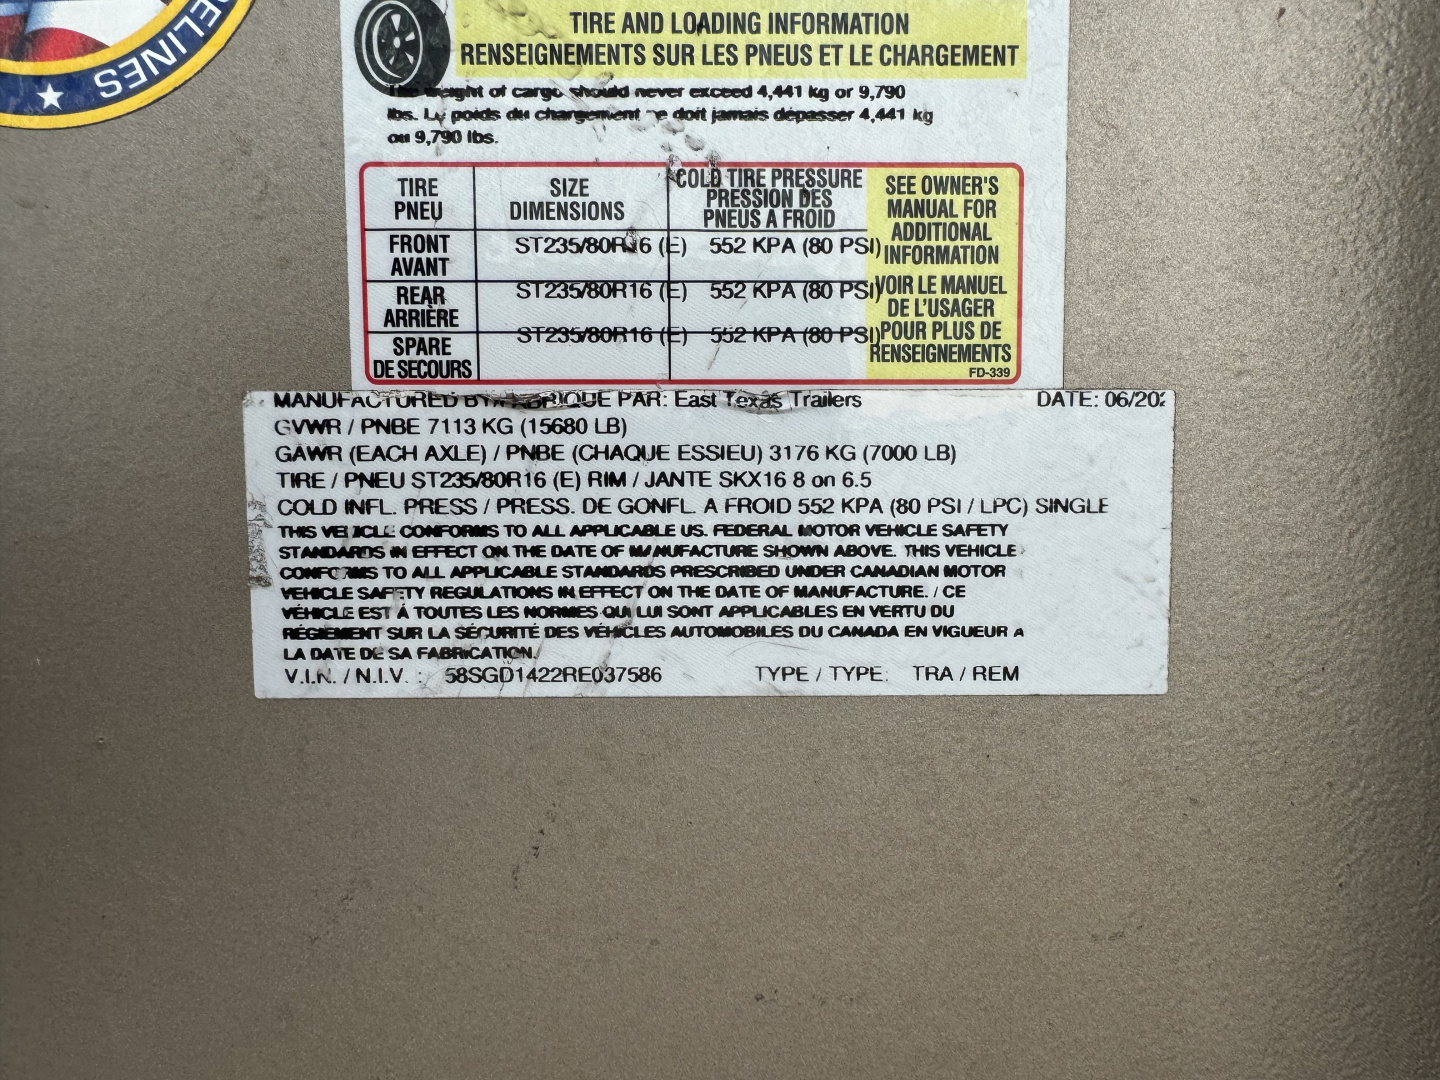 ELINES
TIRE AND LOADING INFORMATION
RENSEIGNEMENTS SUR LES PNEUS ET LE CHARGEMENT
The weight of cargo should never exceed 4,441 kg or 9,790
lbs. Le poids du chargement ne doit jamais dépasser 4,441 kg
ou 9,790 lbs.
TIRE PNEU
SIZE DIMENSIONS
COLD TIRE PRESSURE PRESSION DES PNEUS A FROID
FRONT AVANT ST235/80R16 (E) 552 KPA (80 PSI)
REAR ARRIÈRE ST235/80R16 (E) 552 KPA (80 PSI)
SPARE DE SECOURS ST235/80R16 (E) 552 KPA (80 PSI)
SEE OWNER'S
MANUAL FOR
ADDITIONAL
INFORMATION
VOIR LE MANUEL
DE L'USAGER
POUR PLUS DE
RENSEIGNEMENTS
FD-339
MANUFACTURED BY / FABRIQUE PAR: East Texas Trailers DATE: 06/202
GVWR / PNBE 7113 KG (15680 LB)
GAWR (EACH AXLE) / PNBE (CHAQUE ESSIEU) 3176 KG (7000 LB)
TIRE / PNEU ST235/80R16 (E) RIM / JANTE SKX16 8 on 6.5
COLD INFL. PRESS / PRESS. DE GONFL. A FROID 552 KPA (80 PSI / LPC) SINGLE
THIS VEHICLE CONFORMS TO ALL APPLICABLE US. FEDERAL MOTOR VEHICLE SAFETY
STANDARDS IN EFFECT ON THE DATE OF MANUFACTURE SHOWN ABOVE. THIS VEHICLE
CONFORMS TO ALL APPLICABLE STANDARDS PRESCRIBED UNDER CANADIAN MOTOR
VEHICLE SAFETY REGULATIONS IN EFFECT ON THE DATE OF MANUFACTURE. / CE
VÉHICLE EST À TOUTES LES NORMES QUI LUI SONT APPLICABLES EN VERTU DU
RÉGIEMENT SUR LA SÉCURITÉ DES VÉHICLES AUTOMOBILES DU CANADA EN VIGUEUR A
LA DATE DE SA FABRICATION.
V.I.N. / N.I.V. : 58SGD1422RE037586 TYPE / TYPE: TRA / REM